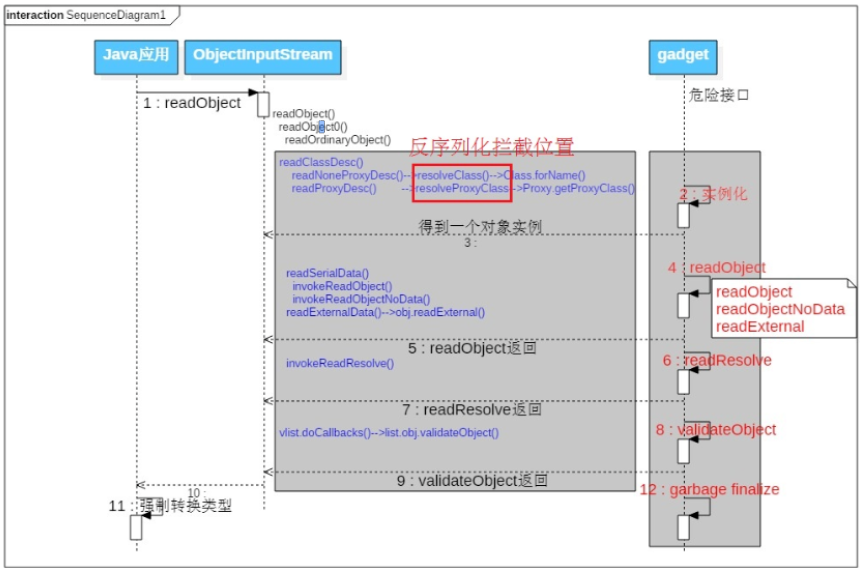 interaction SequenceDiagram1
Java应用
ObjectInputStream
gadget
危险接口
1 : readObject
readObject()
readObject0()
readOrdinaryObject()
反序列化拦截位置
readClassDesc()
readNoneProxyDesc()-->resolveClass()-->Class.forName()
readProxyDesc() -->resolveProxyClass-->Proxy.getProxyClass()
2 : 实例化
得到一个对象实例
3 :
4 : readObject
readSerialData()
invokeReadObject()
invokeReadObjectNoData()
readExternalData()-->obj.readExternal()
readObject
readObjectNoData
readExternal
5 : readObject返回
invokeReadResolve()
6 : readResolve
7 : readResolve返回
vlist.doCallbacks()-->list.obj.validateObject()
8 : validateObject
9 : validateObject返回
10 :
11 : 强制转换类型
12 : garbage finalize